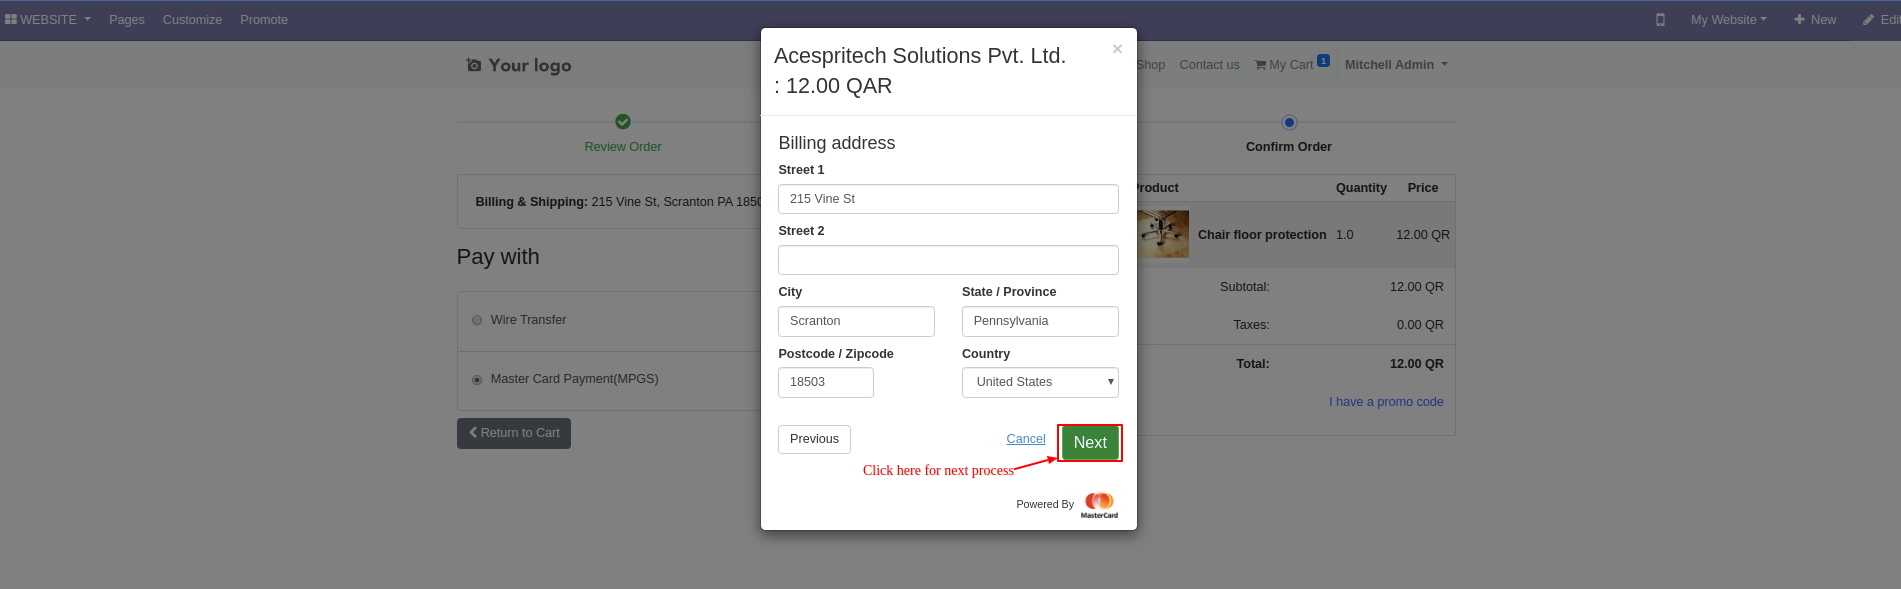 WEBSITE Pages Customize Promote My Website New Edit
Your logo Shop Contact us My Cart 1 Mitchell Admin
Review Order
Confirm Order
Billing & Shipping: 215 Vine St, Scranton PA 1850
Pay with
Wire Transfer
Master Card Payment(MPGS)
Return to Cart
Acespritech Solutions Pvt. Ltd. ×
: 12.00 QAR
Billing address
Street 1
215 Vine St
Street 2
City State / Province
Scranton Pennsylvania
Postcode / Zipcode Country
18503 United States
Previous Cancel Next
Click here for next process
Powered By MasterCard
Product Quantity Price
Chair floor protection 1.0 12.00 QR
Subtotal: 12.00 QR
Taxes: 0.00 QR
Total: 12.00 QR
I have a promo code